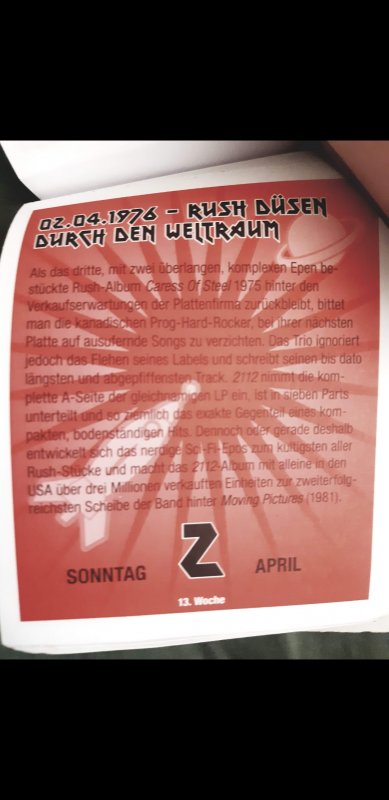 02.04.1976 – RUSH DÜSEN
DURCH DEN WELTRAUM
Als das dritte, mit zwei überlangen, komplexen Epen be-
stückte Rush-Album Caress Of Steel 1975 hinter den
Verkaufserwartungen der Plattenfirma zurückbleibt, bittet
man die kanadischen Prog-Hard-Rocker, bei ihrer nächsten
Platte auf ausufernde Songs zu verzichten. Das Trio ignoriert
jedoch das Flehen seines Labels und schreibt seinen bis dato
längsten und abgepfiffensten Track. 2112 nimmt die kom-
plette A-Seite der gleichnamigen LP ein, ist in sieben Parts
unterteilt und so ziemlich das exakte Gegenteil eines kom-
pakten, bodenständigen Hits. Dennoch oder gerade deshalb
entwickelt sich das nerdige Sci-Fi-Epos zum kultigsten aller
Rush-Stücke und macht das 2112-Album mit alleine in den
USA über drei Millionen verkauften Einheiten zur zweiterfolg-
reichsten Scheibe der Band hinter Moving Pictures (1981).
SONNTAG 2 APRIL
13. Woche